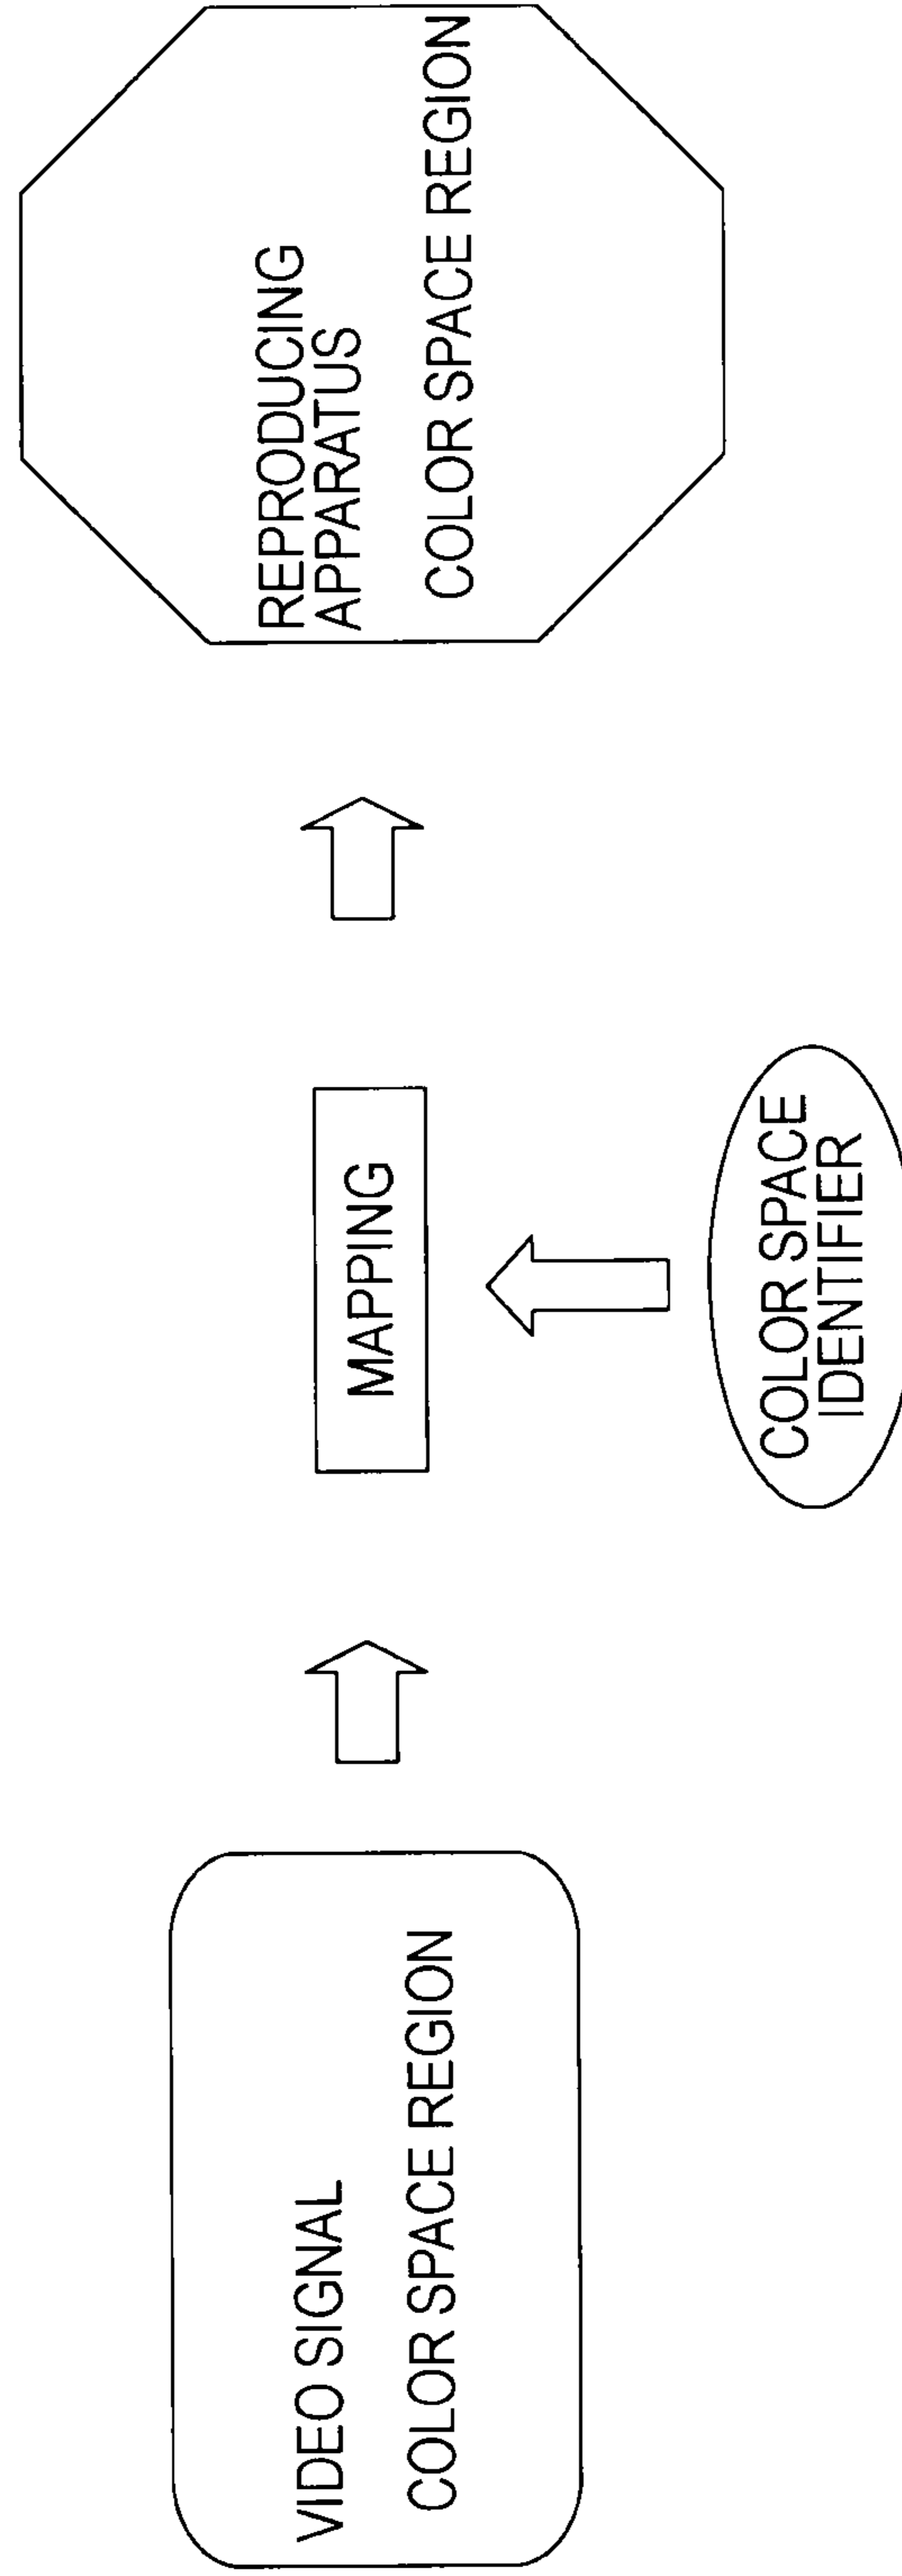 VIDEO SIGNAL
COLOR SPACE REGION
MAPPING
COLOR SPACE
IDENTIFIER
REPRODUCING
APPARATUS
COLOR SPACE REGION